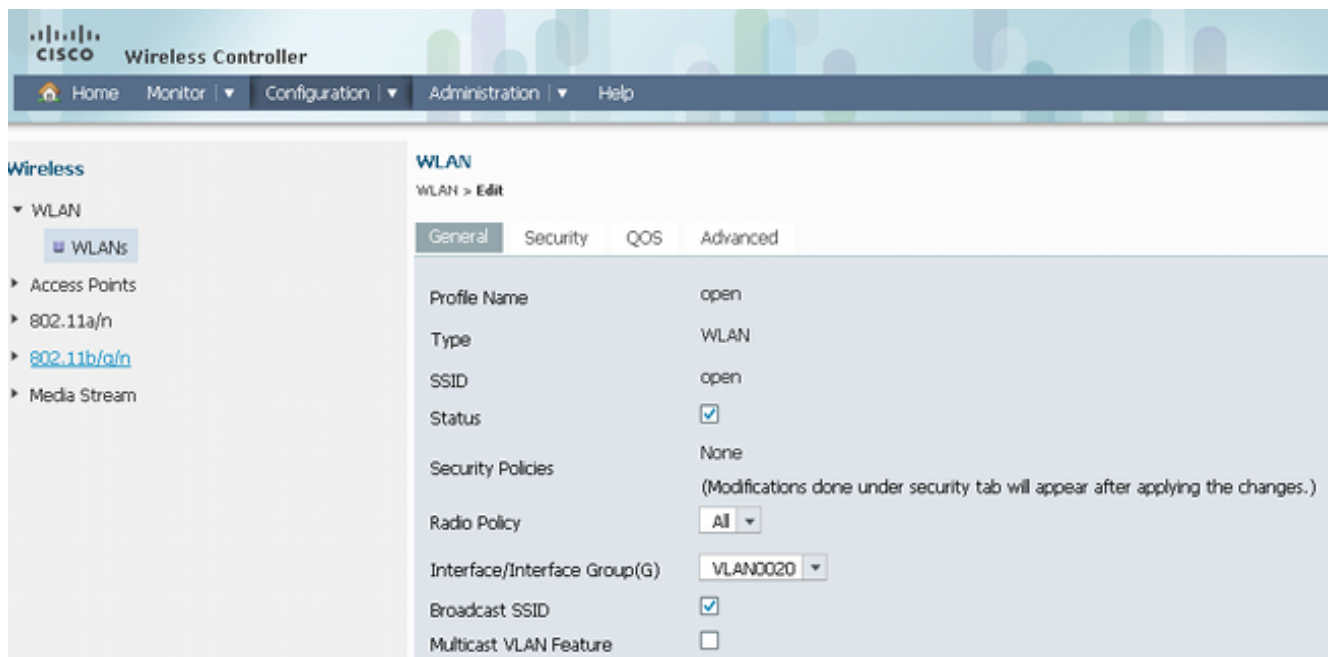 CISCO Wireless Controller
Home Monitor Configuration Administration Help
Wireless
WLAN
WLANs
Access Points
802.11a/n
802.11b/g/n
Media Stream
WLAN
WLAN > Edit
General Security QOS Advanced
Profile Name open
Type WLAN
SSID open
Status
Security Policies None
(Modifications done under security tab will appear after applying the changes.)
Radio Policy All
Interface/Interface Group(G) VLAN0020
Broadcast SSID
Multicast VLAN Feature